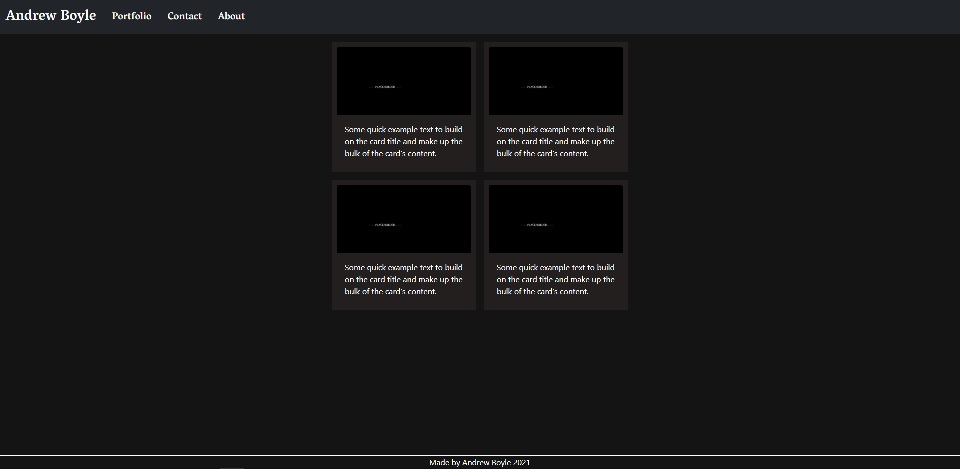 Andrew Boyle Portfolio Contact About
PLACEHOLDER PLACEHOLDER
Some quick example text to build
on the card title and make up the
bulk of the card's content.
Some quick example text to build
on the card title and make up the
bulk of the card's content.
PLACEHOLDER PLACEHOLDER
Some quick example text to build
on the card title and make up the
bulk of the card's content.
Some quick example text to build
on the card title and make up the
bulk of the card's content.
Made by Andrew Boyle 2021